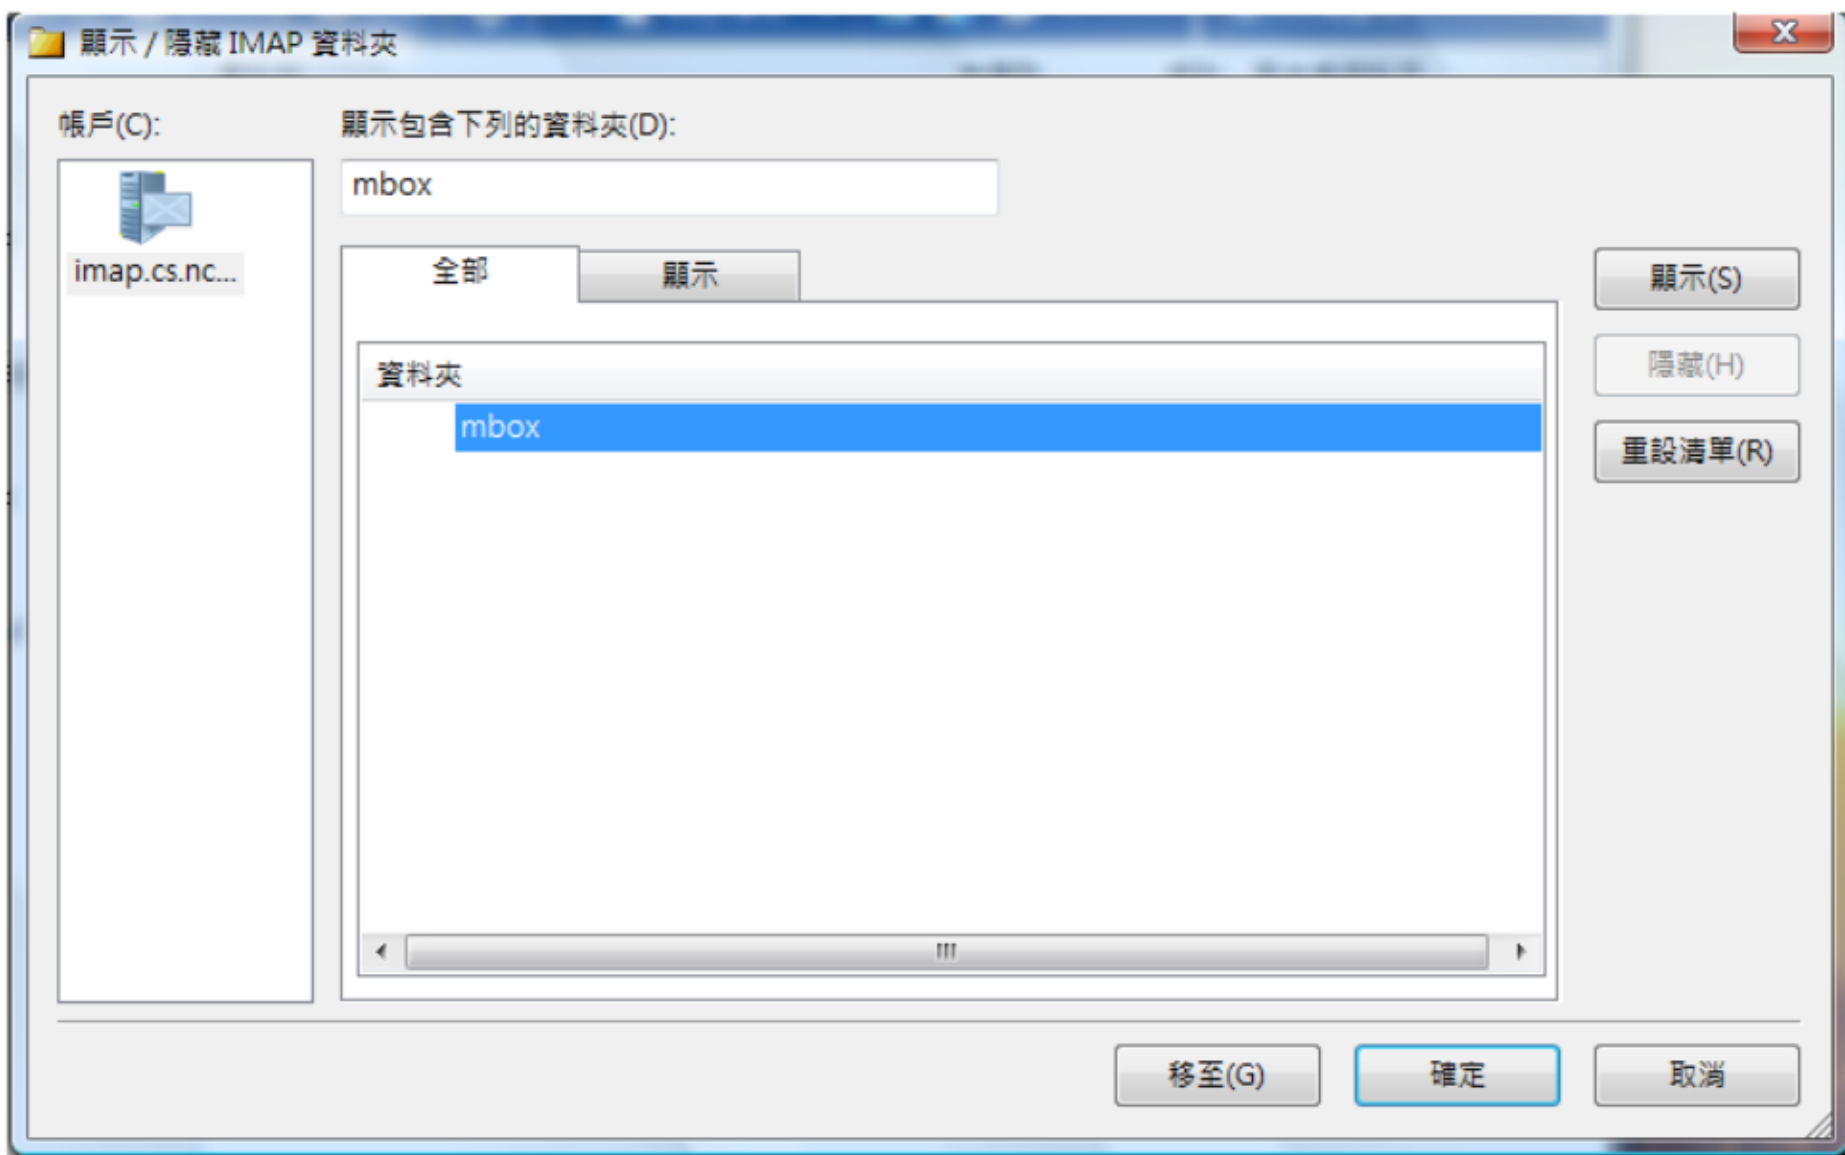 顯示 / 隱藏 IMAP 資料夾
帳戶(C):
顯示包含下列的資料夾(D):
mbox
imap.cs.nc...
全部
顯示
顯示(S)
隱藏(H)
重設清單(R)
資料夾
mbox
移至(G)
確定
取消